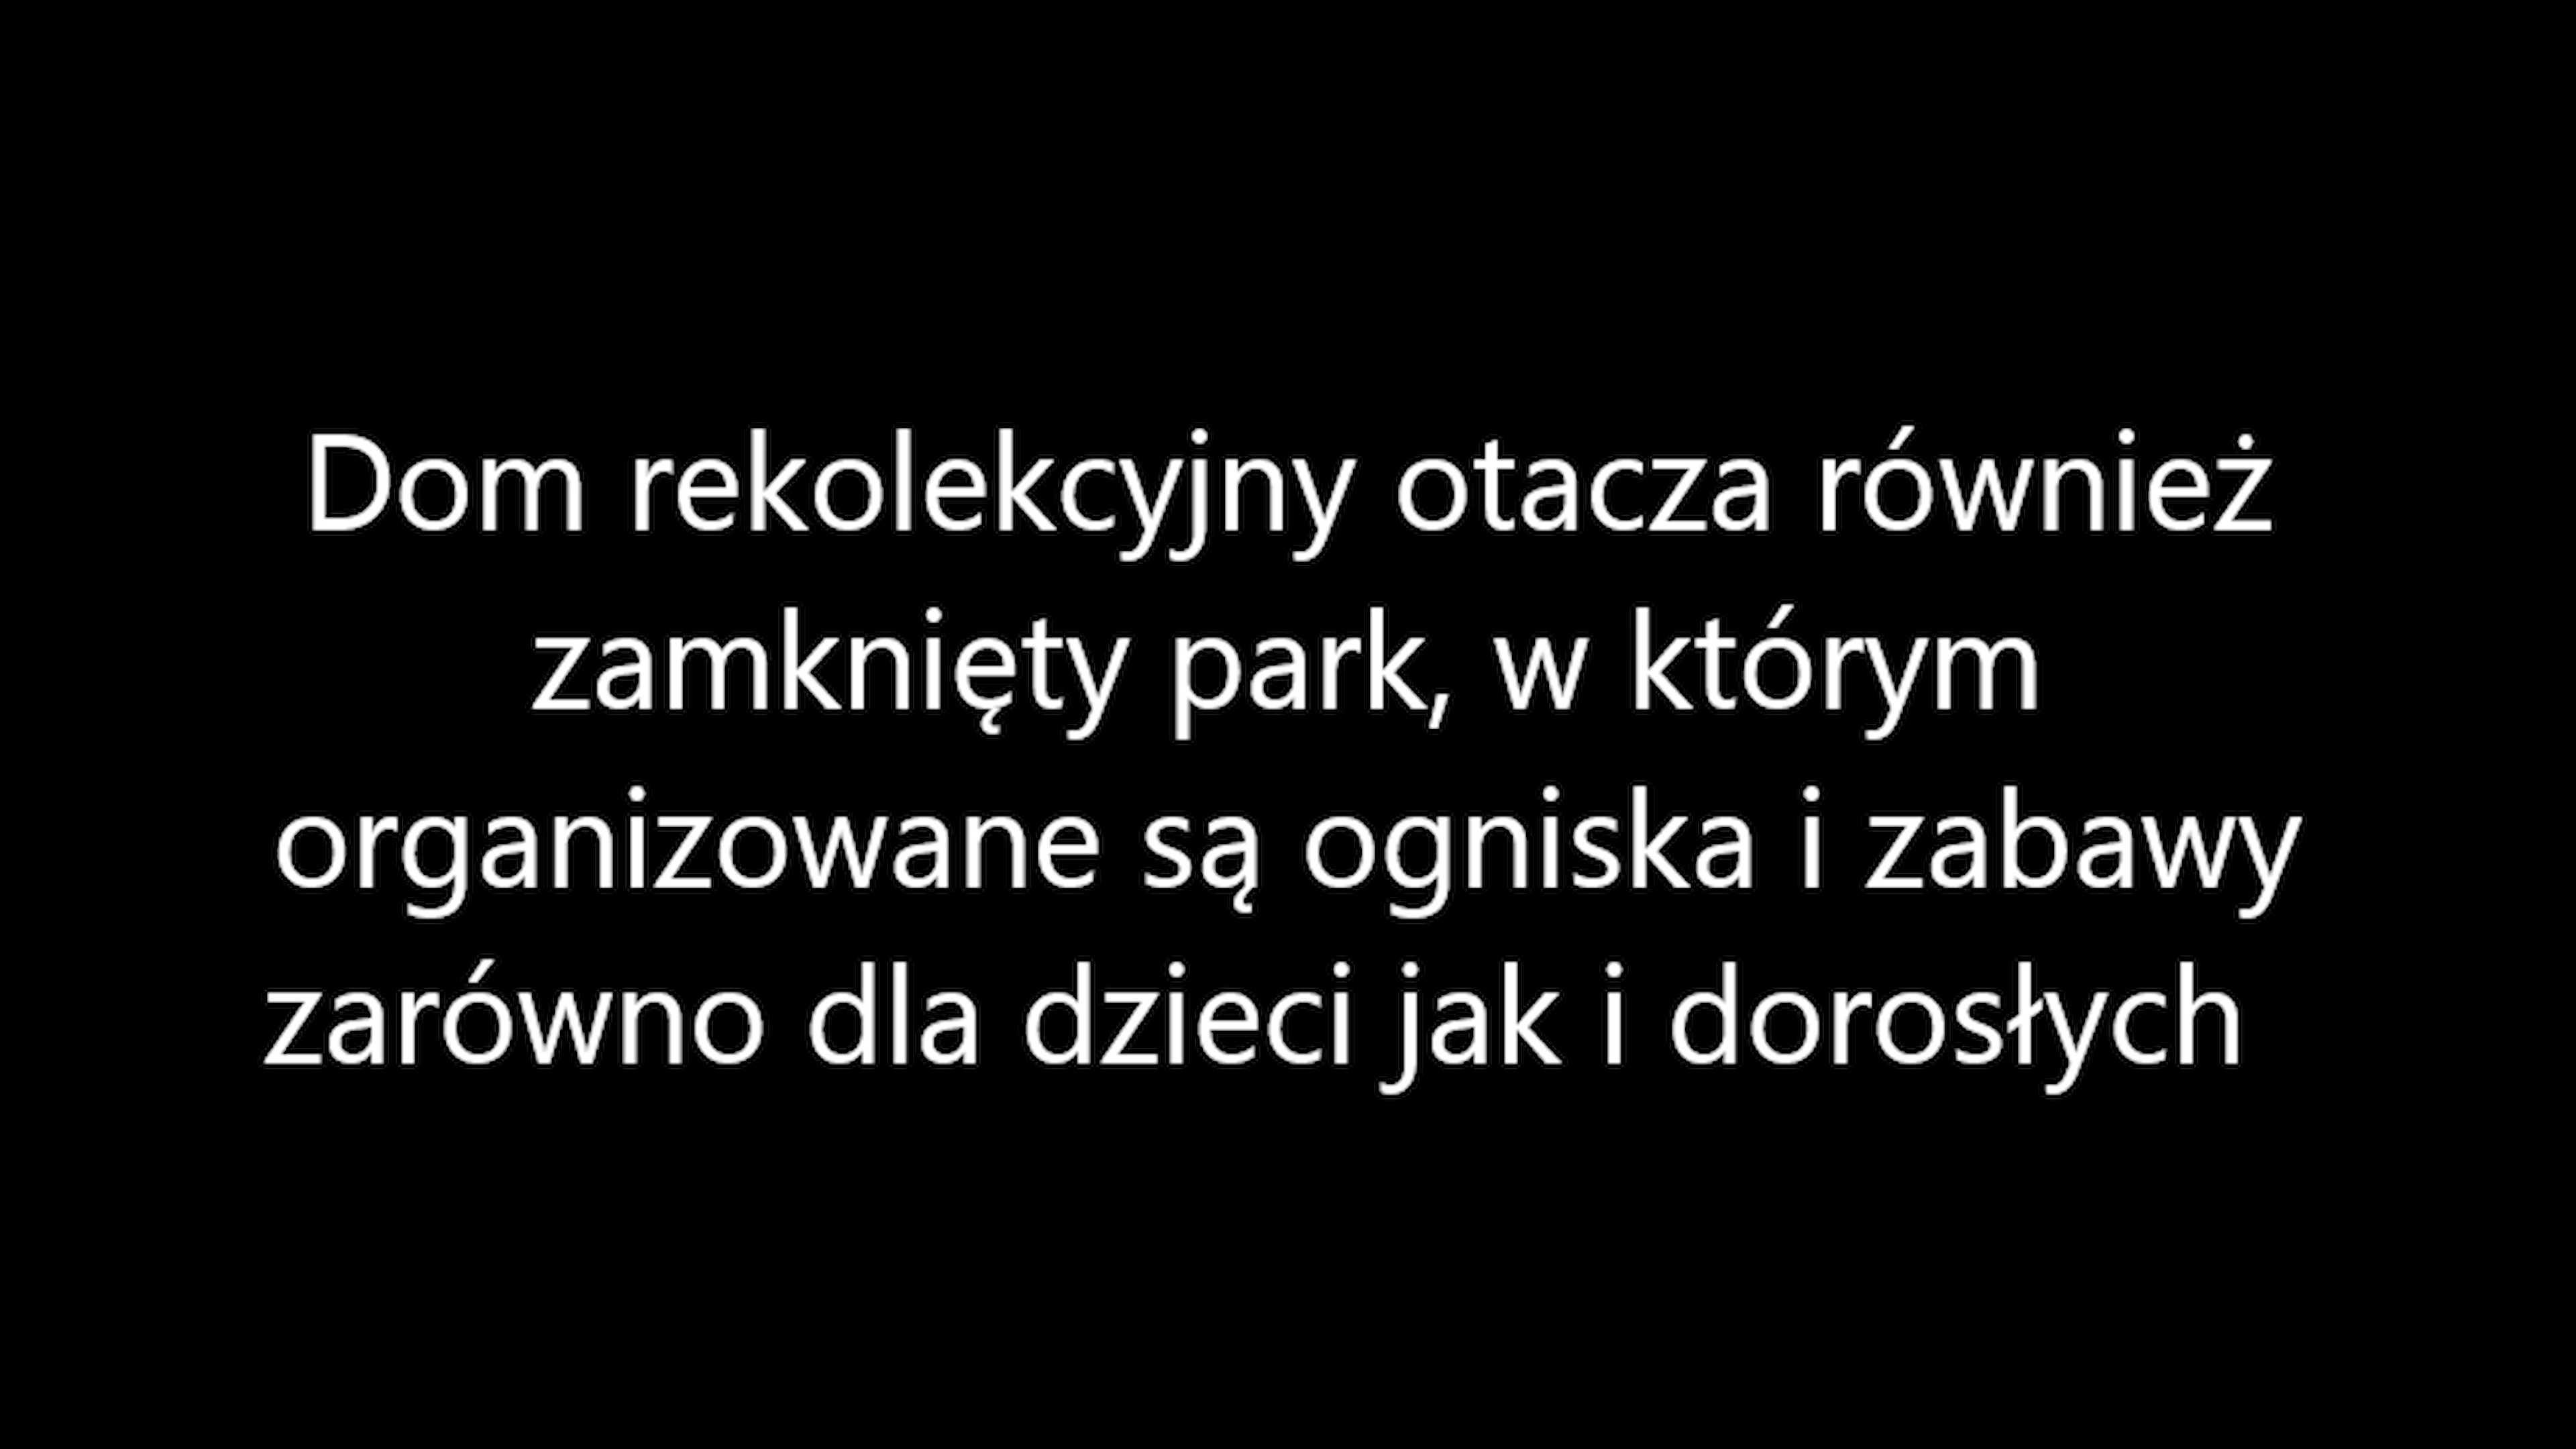 Dom rekolekcyjny otacza również
zamknięty park, w którym
organizowane są ogniska i zabawy
zarówno dla dzieci jak i dorosłych